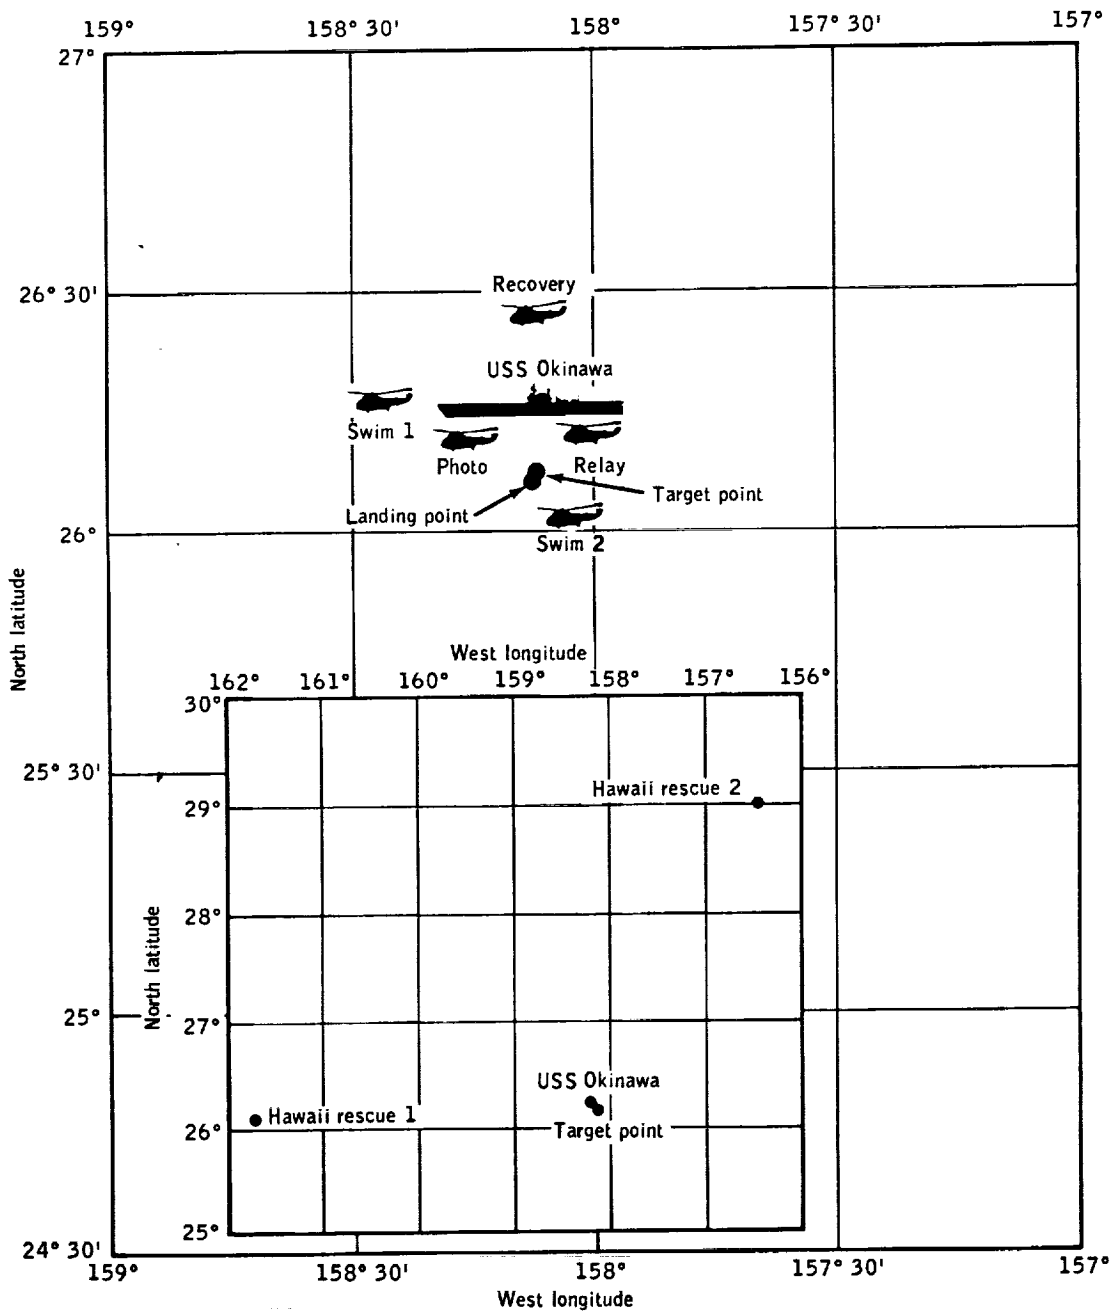 159° 158° 30' 158° 157° 30' 157°
27°
26° 30'
Recovery
USS Okinawa
Swim 1
Photo Relay
Target point
Landing point
26°
Swim 2
North latitude
West longitude
162° 161° 160° 159° 158° 157° 156°
30°
25° 30'
Hawaii rescue 2
29°
28°
North latitude
25°
27°
USS Okinawa
Hawaii rescue 1
26°
Target point
25°
24° 30'
159° 158° 30' 158° 157° 30' 157°
West longitude